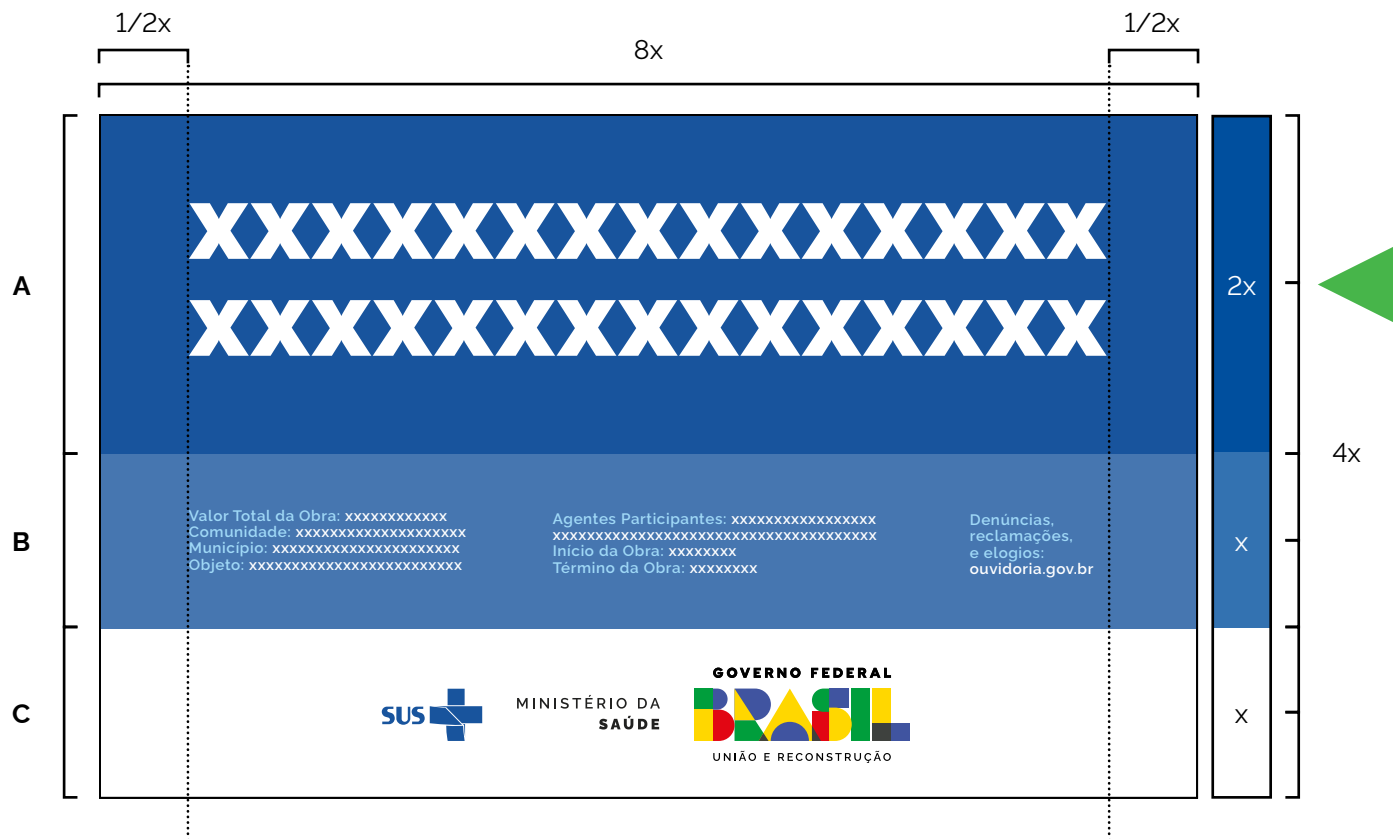 1/2x
1/2x
8x
A
XXXXXXXXXXXXXXX
XXXXXXXXXXXXXXX
2x
4x
B
Valor Total da Obra: xxxxxxxxxxxx
Comunidade: xxxxxxxxxxxxxxxxxxxx
Município: xxxxxxxxxxxxxxxxxxxxxx
Objeto: xxxxxxxxxxxxxxxxxxxxxxxxx
Agentes Participantes: xxxxxxxxxxxxxxxxx
xxxxxxxxxxxxxxxxxxxxxxxxxxxxxxxxxxxxxx
Início da Obra: xxxxxxxx
Término da Obra: xxxxxxxx
Denúncias,
reclamações,
e elogios:
ouvidoria.gov.br
x
C
SUS
MINISTÉRIO DA
SAÚDE
GOVERNO FEDERAL
BRASIL
UNIÃO E RECONSTRUÇÃO
x